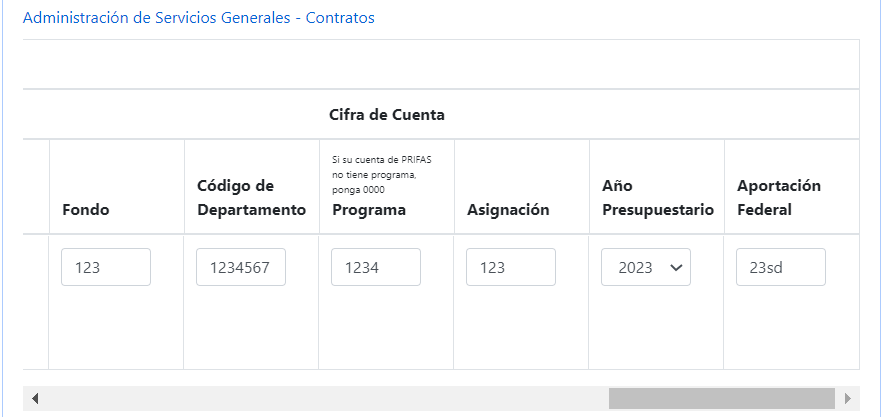 Administración de Servicios Generales - Contratos
Cifra de Cuenta
Fondo
Código de
Departamento
Si su cuenta de PRIFAS
no tiene programa,
ponga 0000
Programa
Asignación
Año
Presupuestario
Aportación
Federal
123
1234567
1234
123
2023
23sd